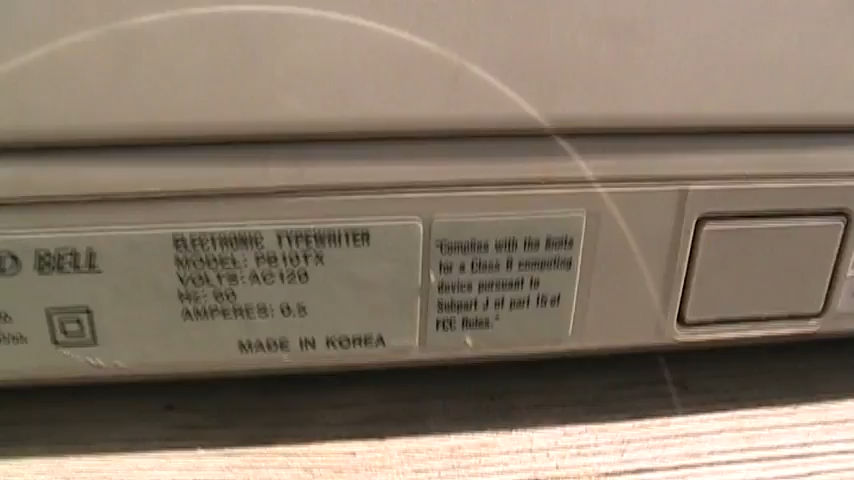 D BELL
ELECTRONIC TYPEWRITER
MODEL: PB10TX
VOLTS: AC120
Hz: 60
AMPERES: 0.5
MADE IN KOREA
"Complies with the limits
for a Class B computing
device pursuant to
Subpart J of part 15 of
FCC Rules."